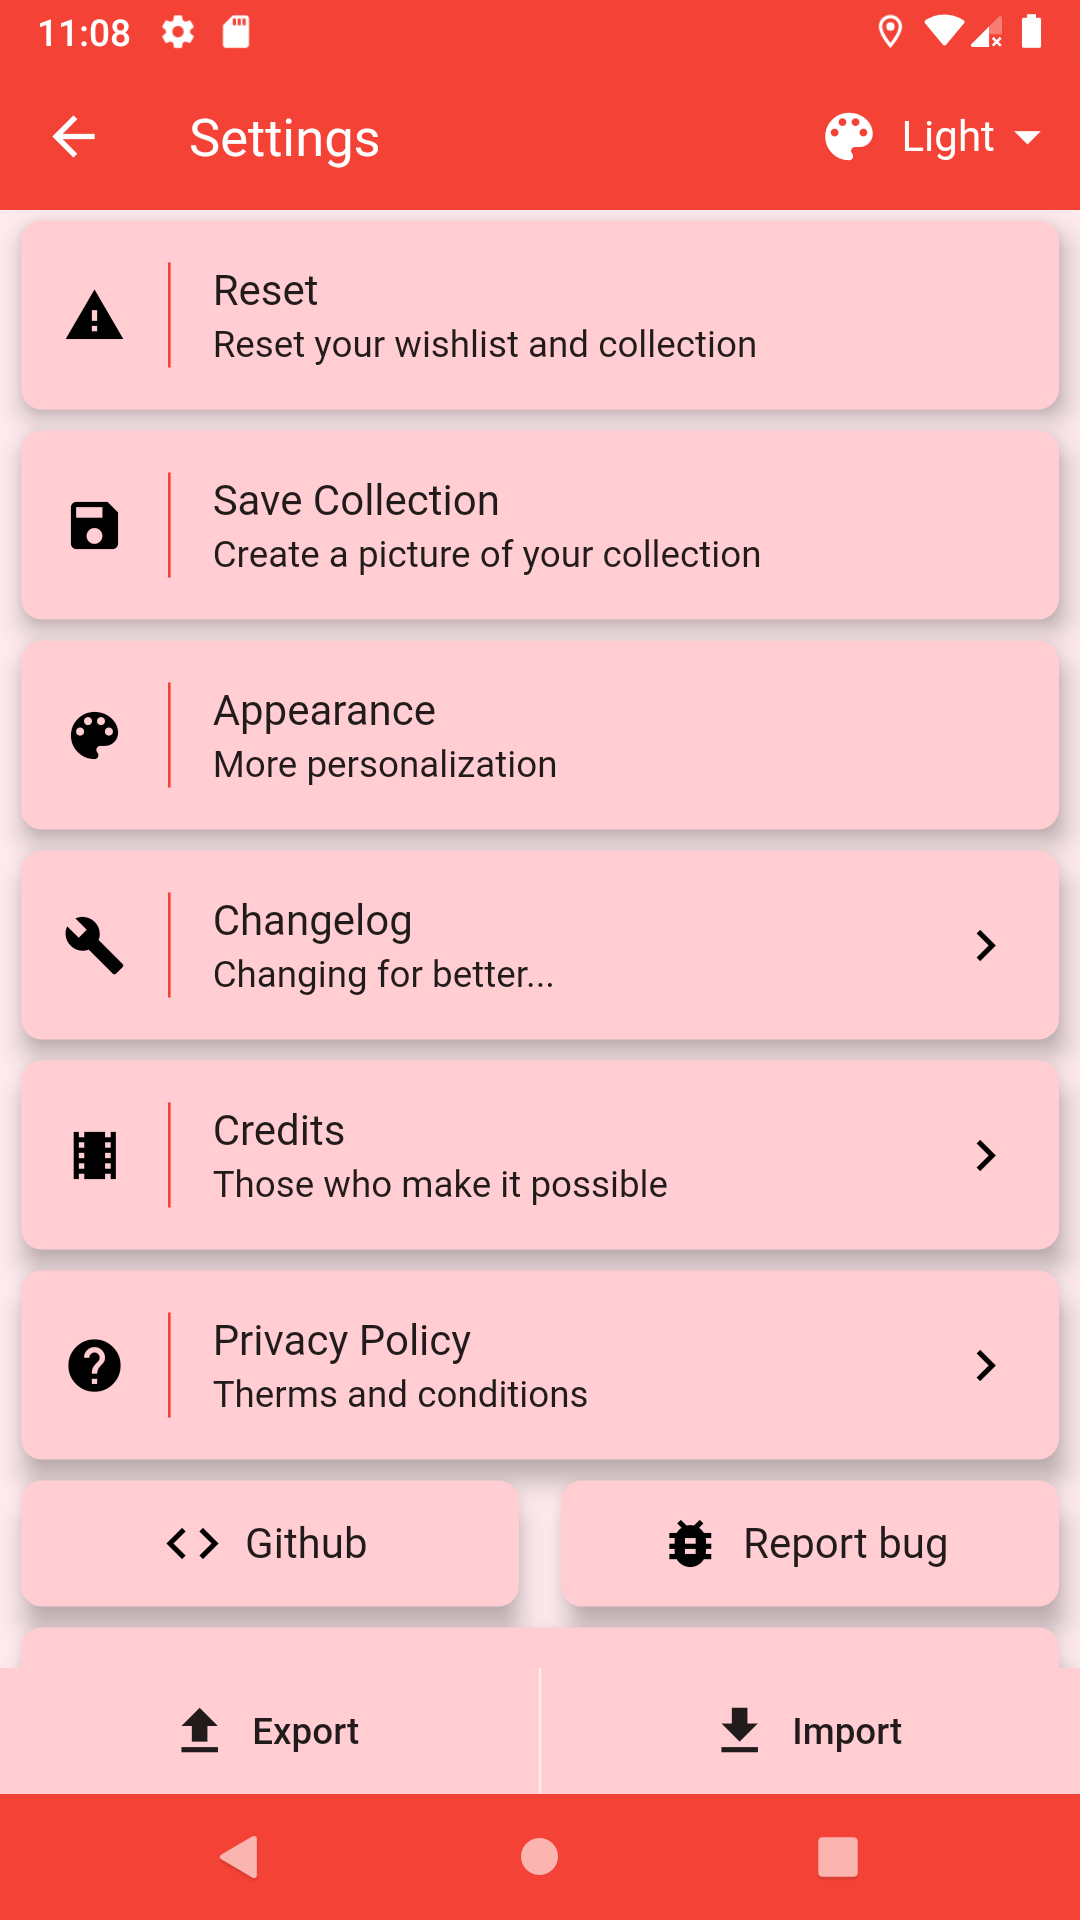 11:08
Settings
Light
Reset
Reset your wishlist and collection
Save Collection
Create a picture of your collection
Appearance
More personalization
Changelog
Changing for better...
Credits
Those who make it possible
Privacy Policy
Therms and conditions
Github
Report bug
Export
Import